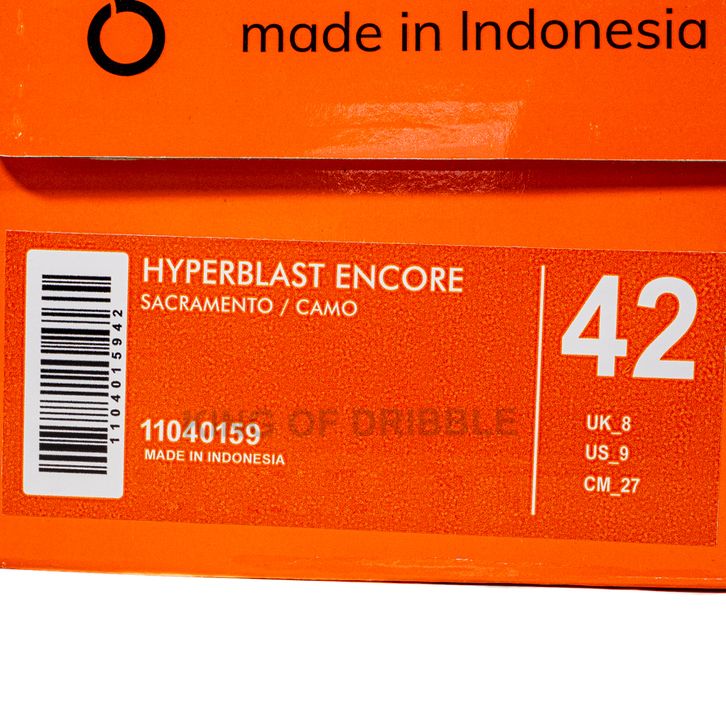 made in Indonesia
HYPERBLAST ENCORE
SACRAMENTO / CAMO
1104015942
KING OF DRIBBLE
11040159
MADE IN INDONESIA
42
UK_8
US_9
CM_27